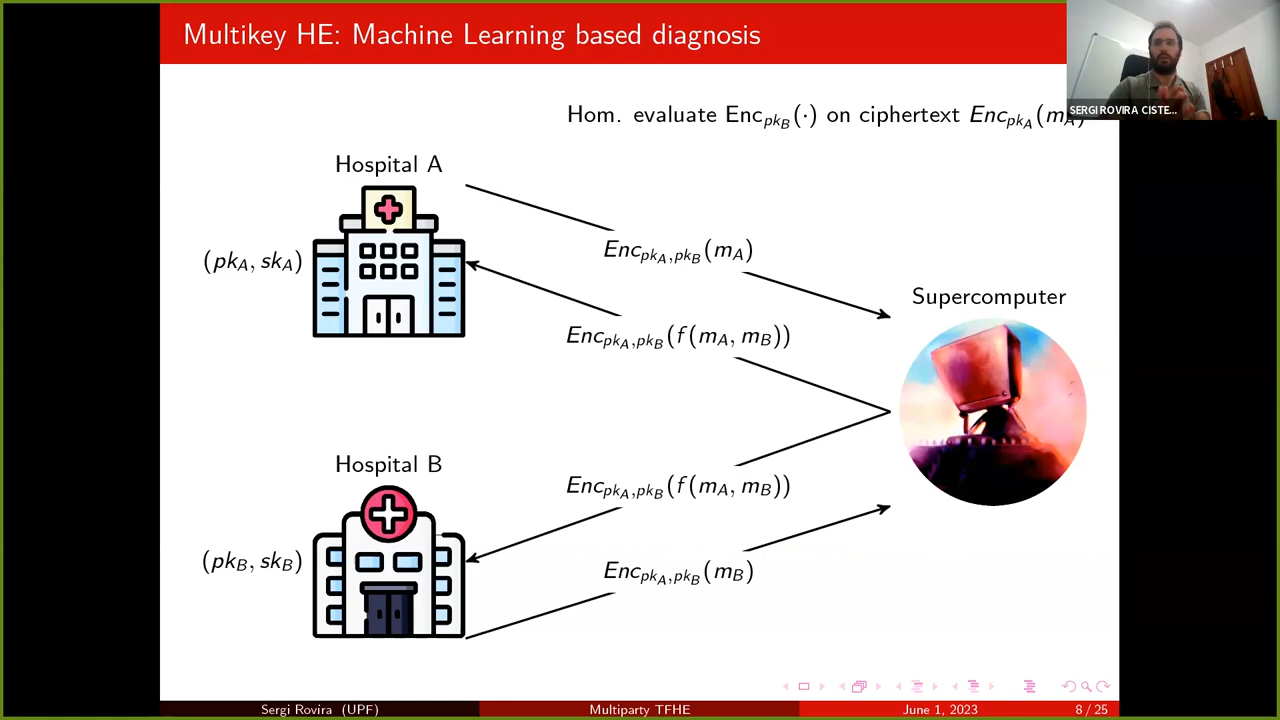 Multikey HE: Machine Learning based diagnosis
SERGI ROVIRA CISTE...
Hom. evaluate Enc_{pk_B}(·) on ciphertext Enc_{pk_A}(m_A)
Hospital A
(pk_A, sk_A)
Enc_{pk_A,pk_B}(m_A)
Supercomputer
Enc_{pk_A,pk_B}(f(m_A, m_B))
Hospital B
Enc_{pk_A,pk_B}(f(m_A, m_B))
(pk_B, sk_B)
Enc_{pk_A,pk_B}(m_B)
Sergi Rovira (UPF)
Multiparty TFHE
June 1, 2023
8 / 25